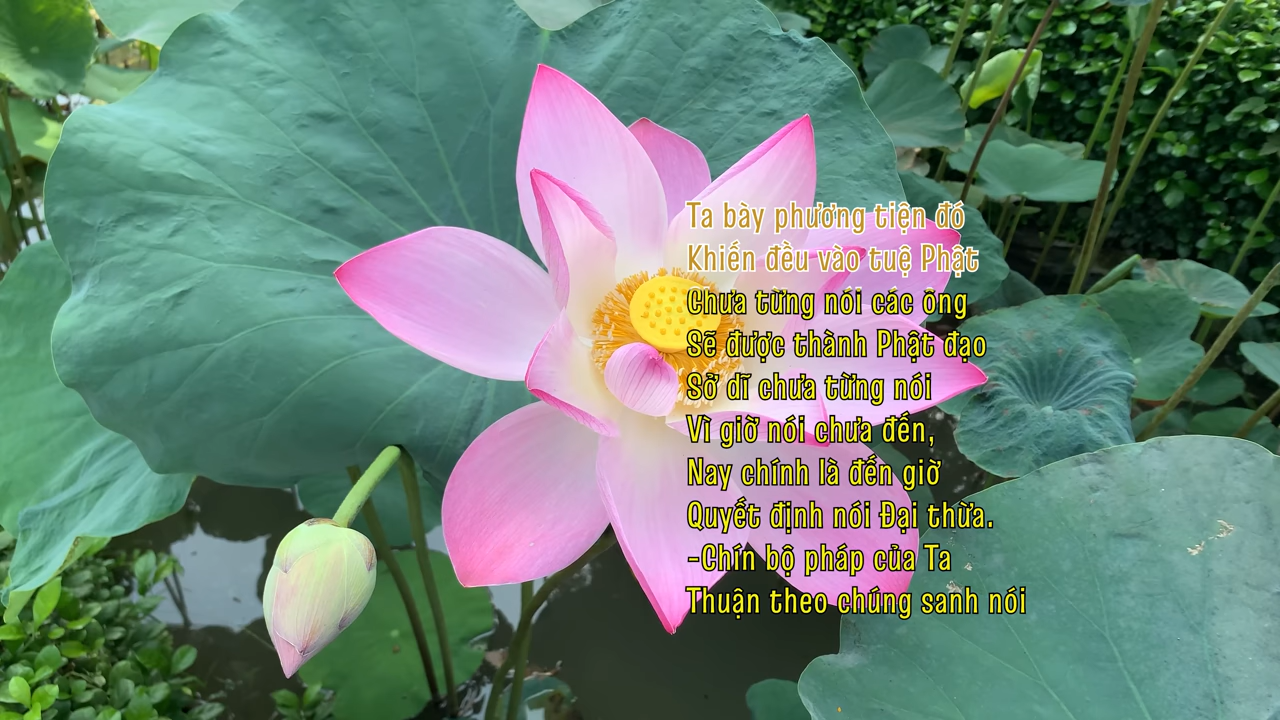 Ta bày phương tiện đó
Khiến đều vào tuệ Phật
Chưa từng nói các ông
Sẽ được thành Phật đạo
Sở dĩ chưa từng nói
Vì giờ nói chưa đến,
Nay chính là đến giờ
Quyết định nói Đại thừa.
-Chín bộ pháp của Ta
Thuận theo chúng sanh nói